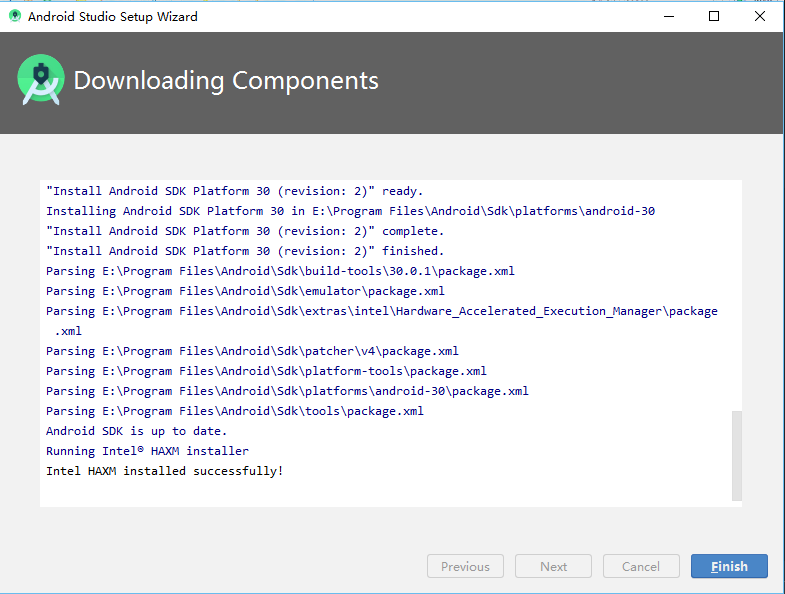 Android Studio Setup Wizard
Downloading Components
"Install Android SDK Platform 30 (revision: 2)" ready.
Installing Android SDK Platform 30 in E:\Program Files\Android\Sdk\platforms\android-30
"Install Android SDK Platform 30 (revision: 2)" complete.
"Install Android SDK Platform 30 (revision: 2)" finished.
Parsing E:\Program Files\Android\Sdk\build-tools\30.0.1\package.xml
Parsing E:\Program Files\Android\Sdk\emulator\package.xml
Parsing E:\Program Files\Android\Sdk\extras\intel\Hardware_Accelerated_Execution_Manager\package
.xml
Parsing E:\Program Files\Android\Sdk\patcher\v4\package.xml
Parsing E:\Program Files\Android\Sdk\platform-tools\package.xml
Parsing E:\Program Files\Android\Sdk\platforms\android-30\package.xml
Parsing E:\Program Files\Android\Sdk\tools\package.xml
Android SDK is up to date.
Running Intel® HAXM installer
Intel HAXM installed successfully!
Previous Next Cancel Finish